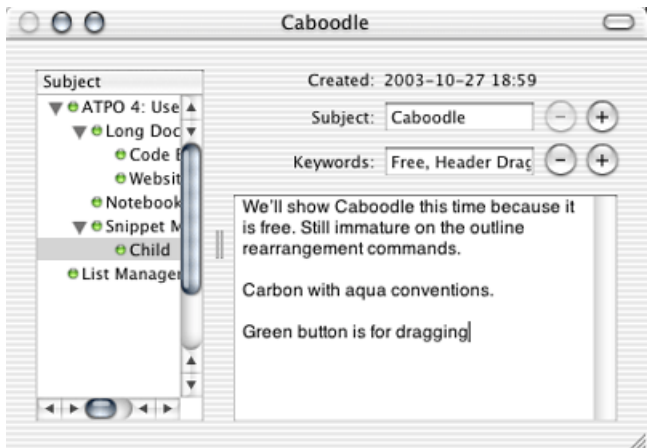 Caboodle
Subject
ATPO 4: Use
Long Doc
Code
Websit
Notebook
Snippet M
Child
List Manager
Created: 2003-10-27 18:59
Subject: Caboodle
Keywords: Free, Header Drag
We'll show Caboodle this time because it
is free. Still immature on the outline
rearrangement commands.
Carbon with aqua conventions.
Green button is for dragging